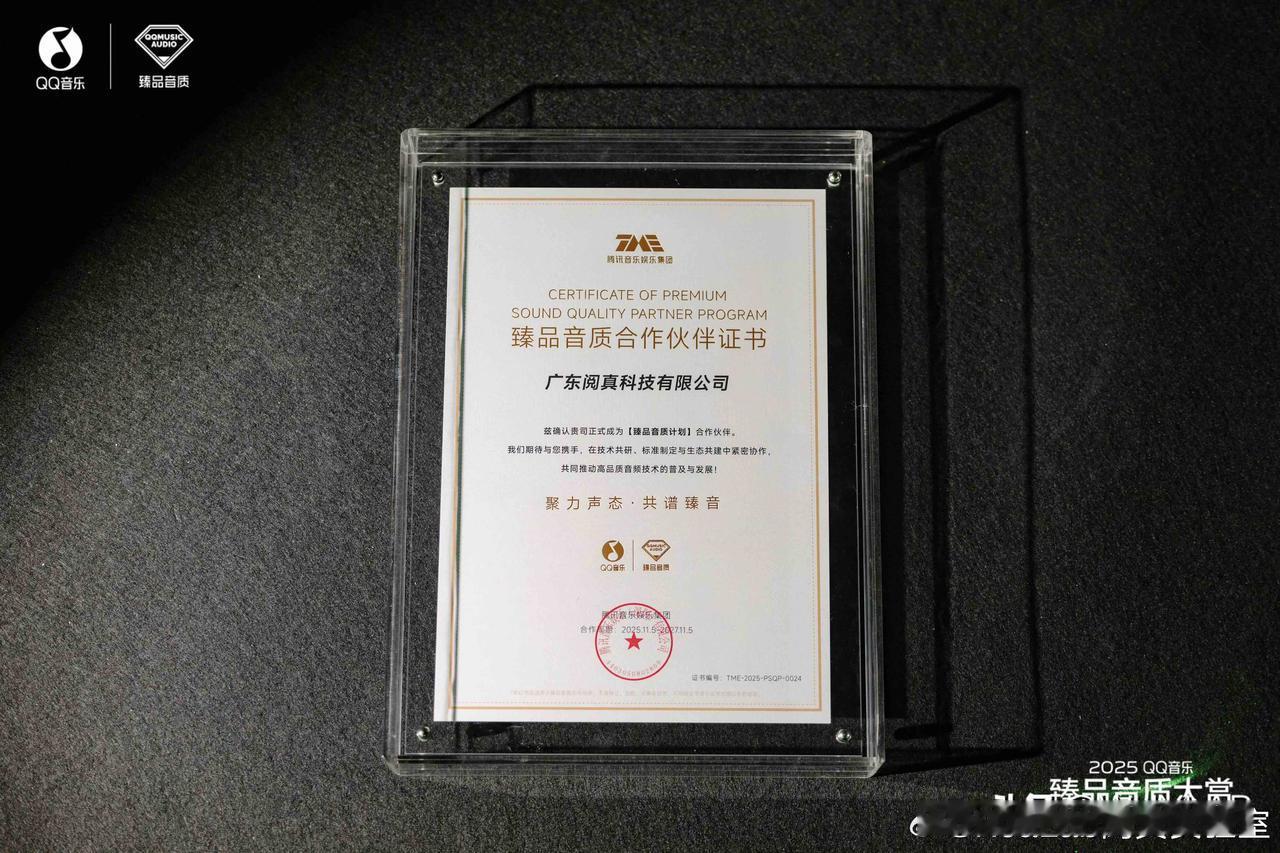 QQ音乐
QQMUSIC
AUDIO
臻品音质
TME
腾讯音乐娱乐集团
CERTIFICATE OF PREMIUM
SOUND QUALITY PARTNER PROGRAM
臻品音质合作伙伴证书
广东阅真科技有限公司
兹确认贵司正式成为【臻品音质计划】合作伙伴。
我们期待与您携手，在技术共研、标准制定与生态共建中紧密协作，
共同推动高品质音频技术的普及与发展！
聚力声态·共谱臻音
QQ音乐
QQMUSIC
AUDIO
臻品音质
腾讯音乐娱乐集团
2025.11.5-2027.11.5
证书编号：TME-2025-PSQP-0024
2025 QQ音乐
臻品音质大赏